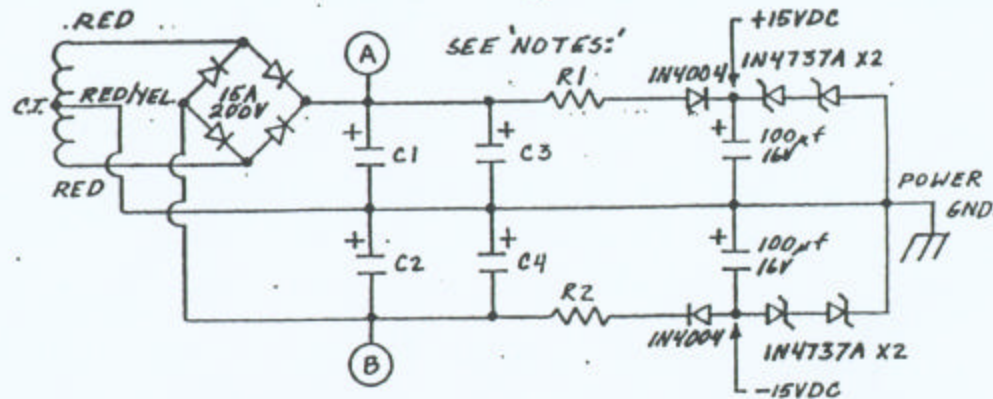 RED
A
SEE 'NOTES:'
+15VDC
1N4737A X2
1N4004
R1
15A
200V
RED/YEL
C.T.
+
C1
+
C3
+
100µf
16V
RED
POWER
GND
+
C2
+
C4
+
100µf
16V
R2
1N4004
1N4737A X2
B
-15VDC